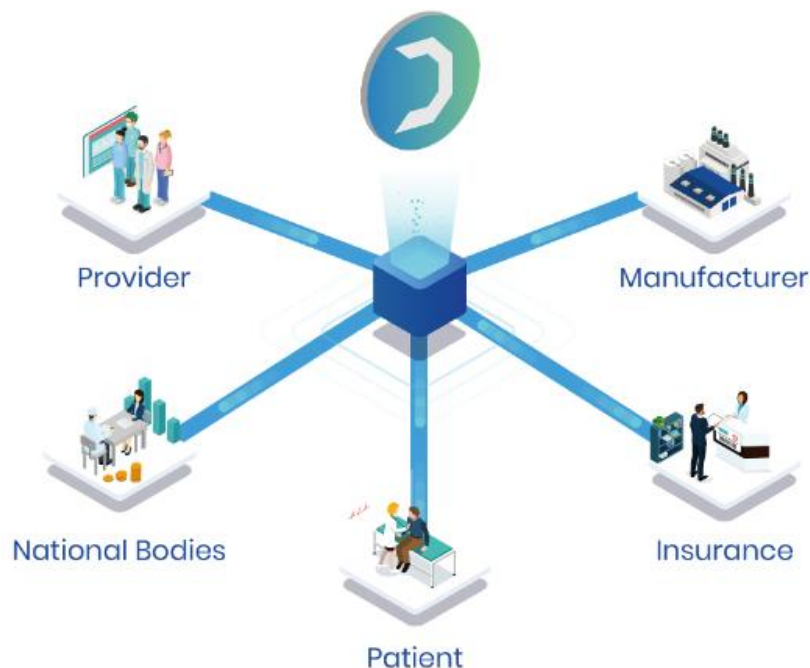 Provider
Manufacturer
National Bodies
Insurance
Patient